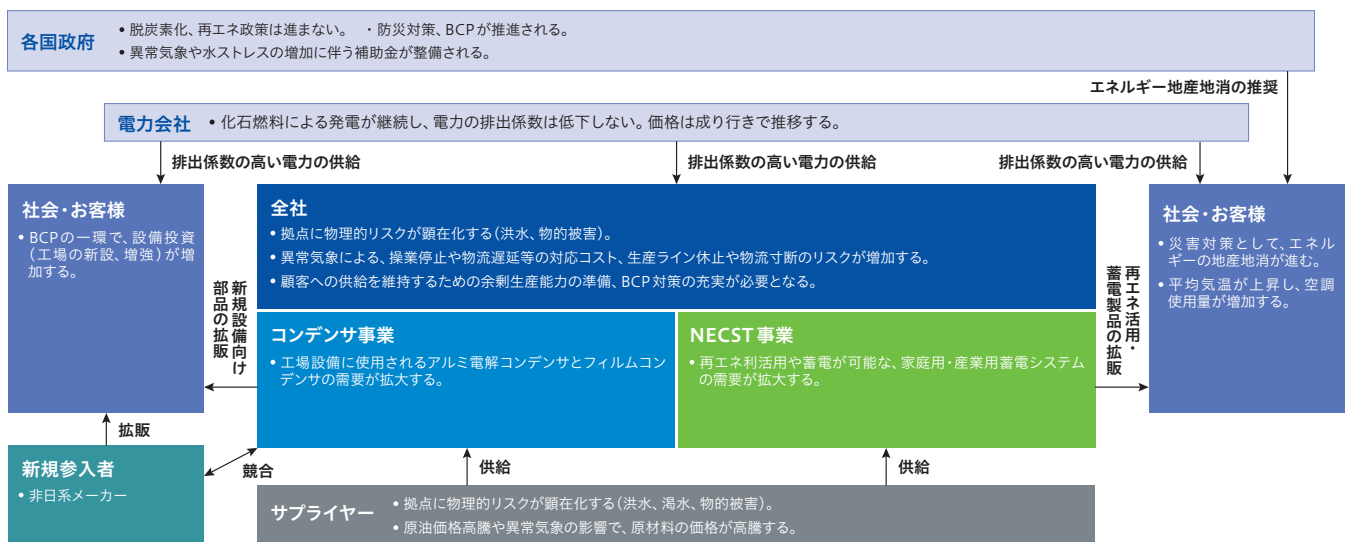 各国政府
• 脱炭素化、再エネ政策は進まない。 ・防災対策、BCPが推進される。
• 異常気象や水ストレスの増加に伴う補助金が整備される。
エネルギー地産地消の推奨
電力会社
• 化石燃料による発電が継続し、電力の排出係数は低下しない。価格は成り行きで推移する。
排出係数の高い電力の供給
排出係数の高い電力の供給
排出係数の高い電力の供給
社会・お客様
• BCPの一環で、設備投資
(工場の新設、増強)が増
加する。
新規設備向け
部品の拡販
全社
• 拠点に物理的リスクが顕在化する(洪水、物的被害)。
• 異常気象による、操業停止や物流遅延等の対応コスト、生産ライン休止や物流寸断のリスクが増加する。
• 顧客への供給を維持するための余剰生産能力の準備、BCP対策の充実が必要となる。
コンデンサ事業
• 工場設備に使用されるアルミ電解コンデンサとフィルムコン
デンサの需要が拡大する。
NECST事業
• 再エネ利活用や蓄電が可能な、家庭用・産業用蓄電システム
の需要が拡大する。
再エネ活用・
蓄電製品の拡販
社会・お客様
• 災害対策として、エネル
ギーの地産地消が進む。
• 平均気温が上昇し、空調
使用量が増加する。
拡販
新規参入者
• 非日系メーカー
競合
供給
供給
サプライヤー
• 拠点に物理的リスクが顕在化する(洪水、渇水、物的被害)。
• 原油価格高騰や異常気象の影響で、原材料の価格が高騰する。